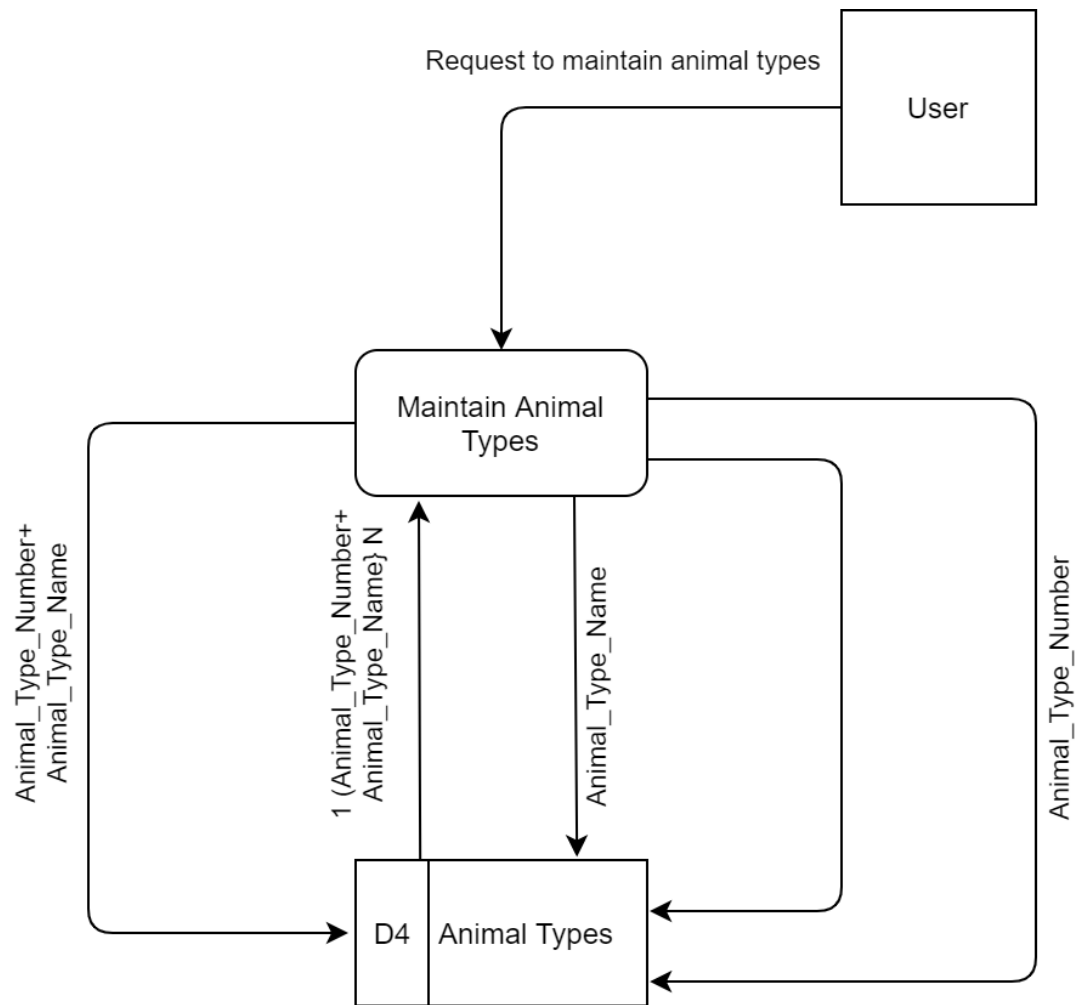 Request to maintain animal types
User
Maintain Animal
Types
Animal_Type_Number+
Animal_Type_Name
1 (Animal_Type_Number+
Animal_Type_Name} N
Animal_Type_Name
Animal_Type_Number
D4
Animal Types